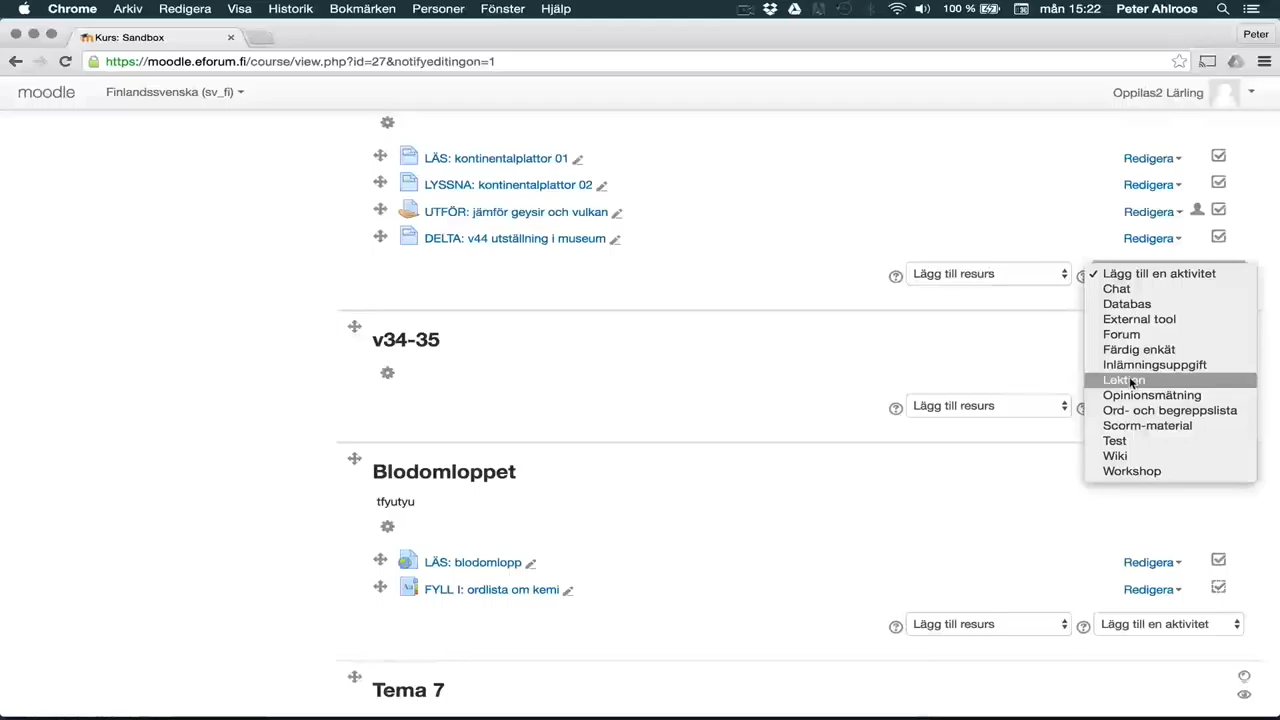 Chrome Arkiv Redigera Visa Historik Bokmärken Personer Fönster Hjälp 100 % mån 15:22 Peter Ahlroos
Kurs: Sandbox Peter
https://moodle.eforum.fi/course/view.php?id=27&notifyeditingon=1
moodle Finlandssvenska (sv_fi) Oppilas2 Lärling
LÄS: kontinentalplattor 01 Redigera
LYSSNA: kontinentalplattor 02 Redigera
UTFÖR: jämför geysir och vulkan Redigera
DELTA: v44 utställning i museum Redigera
Lägg till resurs
Lägg till en aktivitet
Chat
Databas
External tool
Forum
Färdig enkät
Inlämningsuppgift
Lektion
Opinionsmätning
Ord- och begreppslista
Scorm-material
Test
Wiki
Workshop
v34-35
Lägg till resurs
Blodomloppet
tfyutyu
LÄS: blodomlopp Redigera
FYLL I: ordlista om kemi Redigera
Lägg till resurs Lägg till en aktivitet
Tema 7